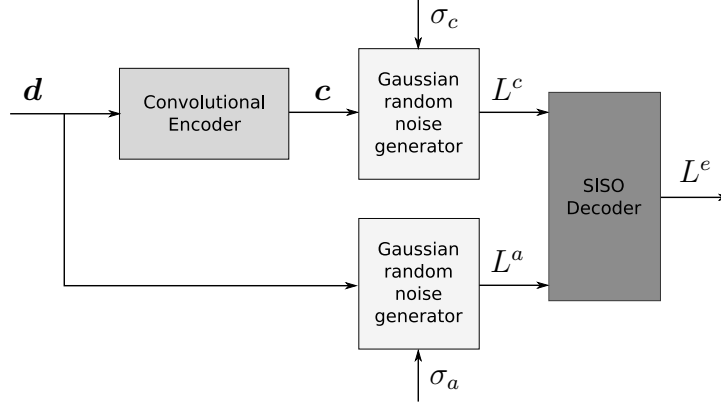 σ_c
d
Convolutional
Encoder
c
Gaussian
random
noise
generator
L^c
SISO
Decoder
L^e
Gaussian
random
noise
generator
L^a
σ_a